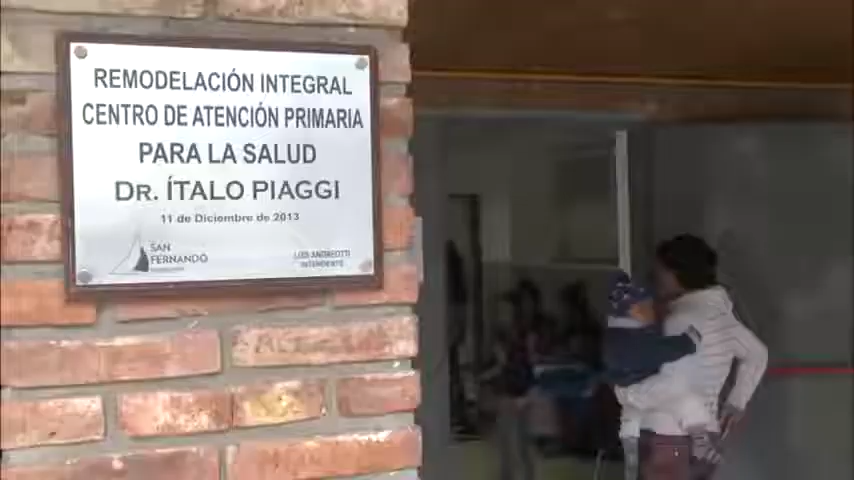 REMODELACIÓN INTEGRAL
CENTRO DE ATENCIÓN PRIMARIA
PARA LA SALUD
DR. ÍTALO PIAGGI
11 de Diciembre de 2013
SAN
FERNANDO
LUIS ANDREOTTI
INTENDENTE